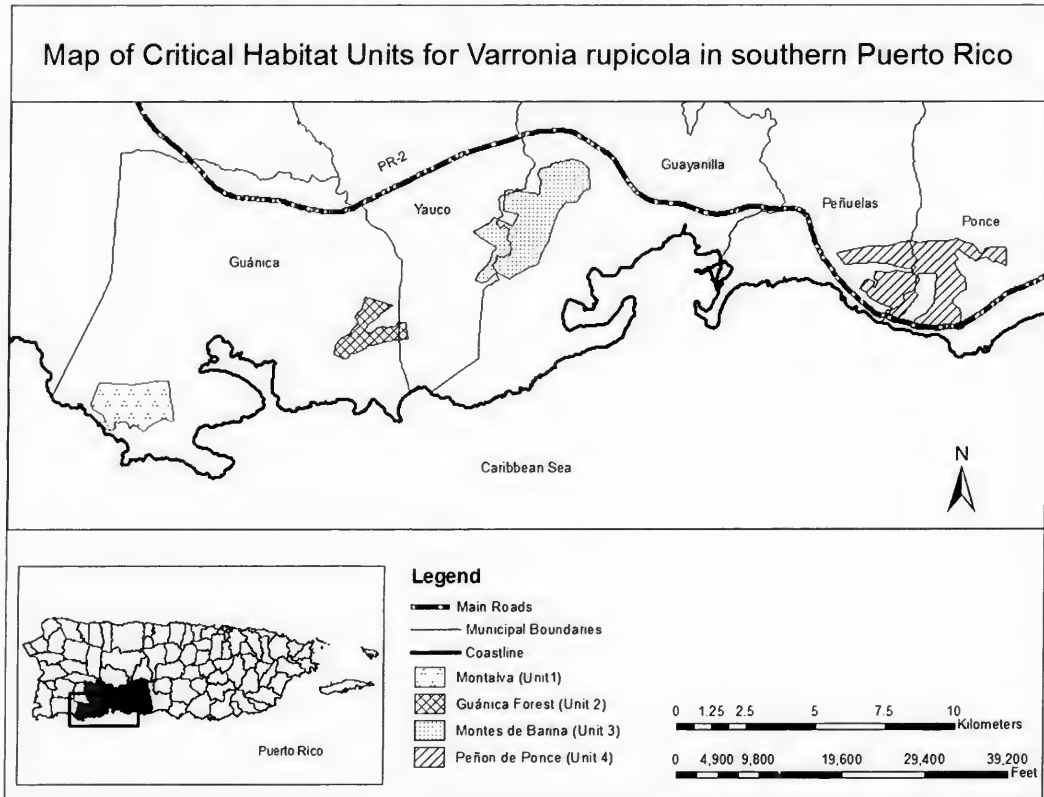 Map of Critical Habitat Units for Varronia rupicola in southern Puerto Rico
PR-2
Guayanilla
Yauco
Peñuelas
Ponce
Guánica
Caribbean Sea
N
Legend
Main Roads
Municipal Boundaries
Coastline
Montalva (Unit1)
Guánica Forest (Unit 2)
Montes de Barina (Unit 3)
Peñon de Ponce (Unit 4)
Puerto Rico
0 1.25 2.5 5 7.5 10
Kilometers
0 4,900 9,800 19,600 29,400 39,200
Feet